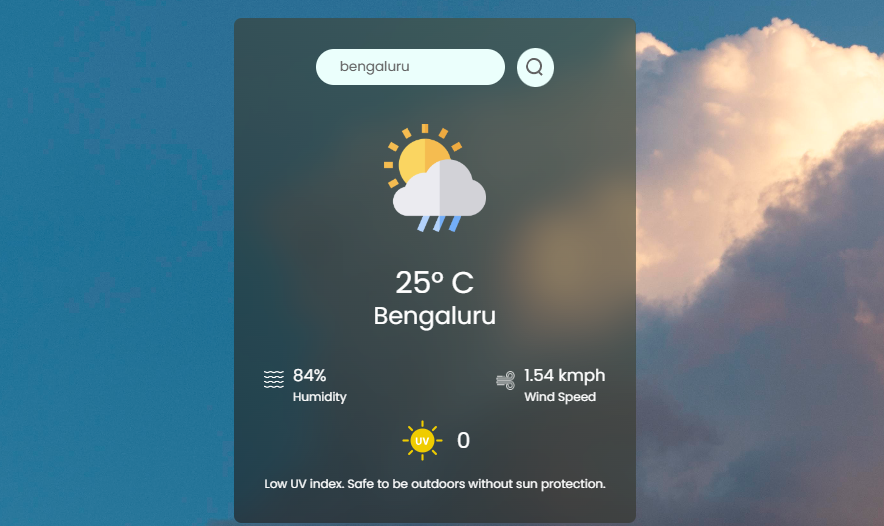 bengaluru
25° C
Bengaluru
84%
Humidity
1.54 kmph
Wind Speed
UV
0
Low UV index. Safe to be outdoors without sun protection.